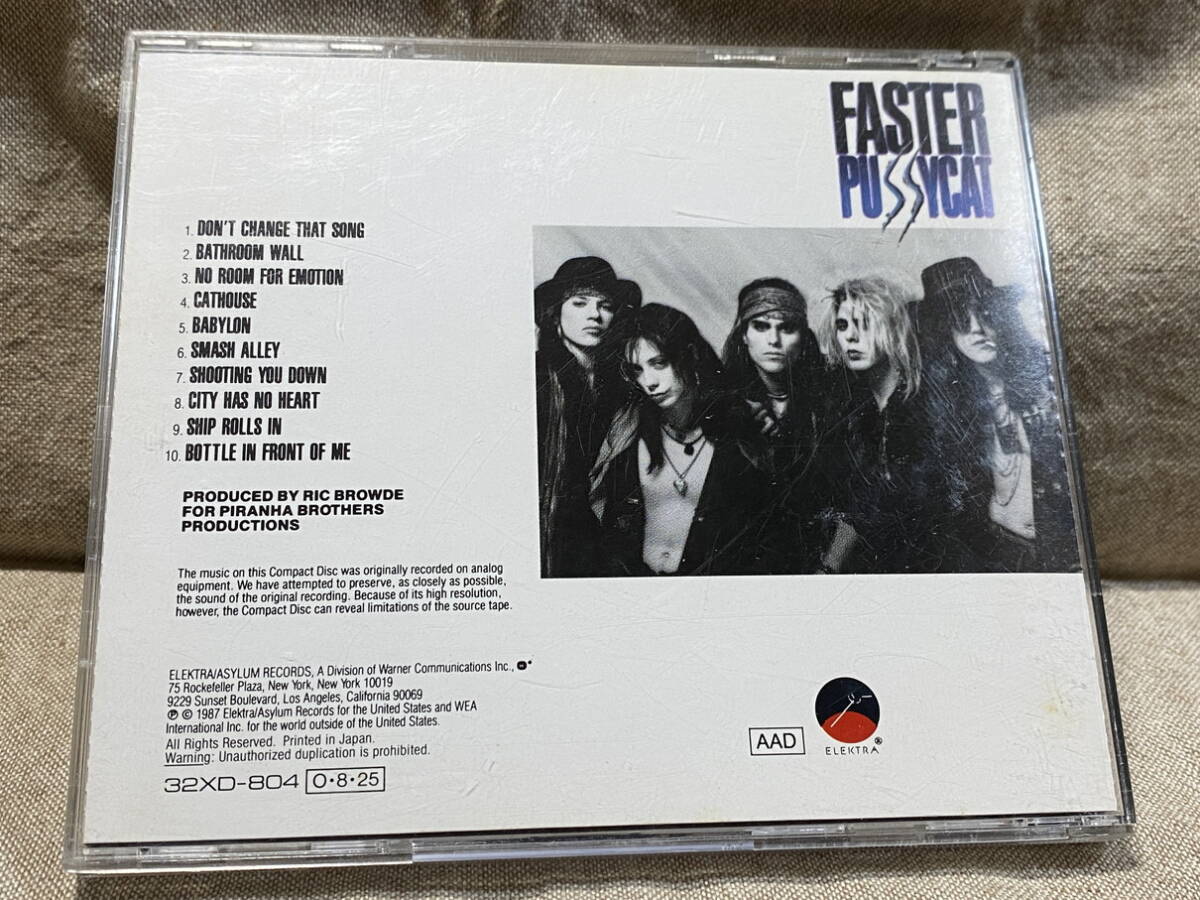 FASTER
PUSSYCAT
1. DON'T CHANGE THAT SONG
2. BATHROOM WALL
3. NO ROOM FOR EMOTION
4. CATHOUSE
5. BABYLON
6. SMASH ALLEY
7. SHOOTING YOU DOWN
8. CITY HAS NO HEART
9. SHIP ROLLS IN
10. BOTTLE IN FRONT OF ME
PRODUCED BY RIC BROWDE
FOR PIRANHA BROTHERS
PRODUCTIONS
The music on this Compact Disc was originally recorded on analog
equipment. We have attempted to preserve, as closely as possible,
the sound of the original recording. Because of its high resolution,
however, the Compact Disc can reveal limitations of the source tape.
ELEKTRA/ASYLUM RECORDS, A Division of Warner Communications Inc.,
75 Rockefeller Plaza, New York, New York 10019
9229 Sunset Boulevard, Los Angeles, California 90069
℗ © 1987 Elektra/Asylum Records for the United States and WEA
International Inc. for the world outside of the United States.
All Rights Reserved. Printed in Japan.
Warning: Unauthorized duplication is prohibited.
32XD-804 O·8·25
AAD
ELEKTRA®